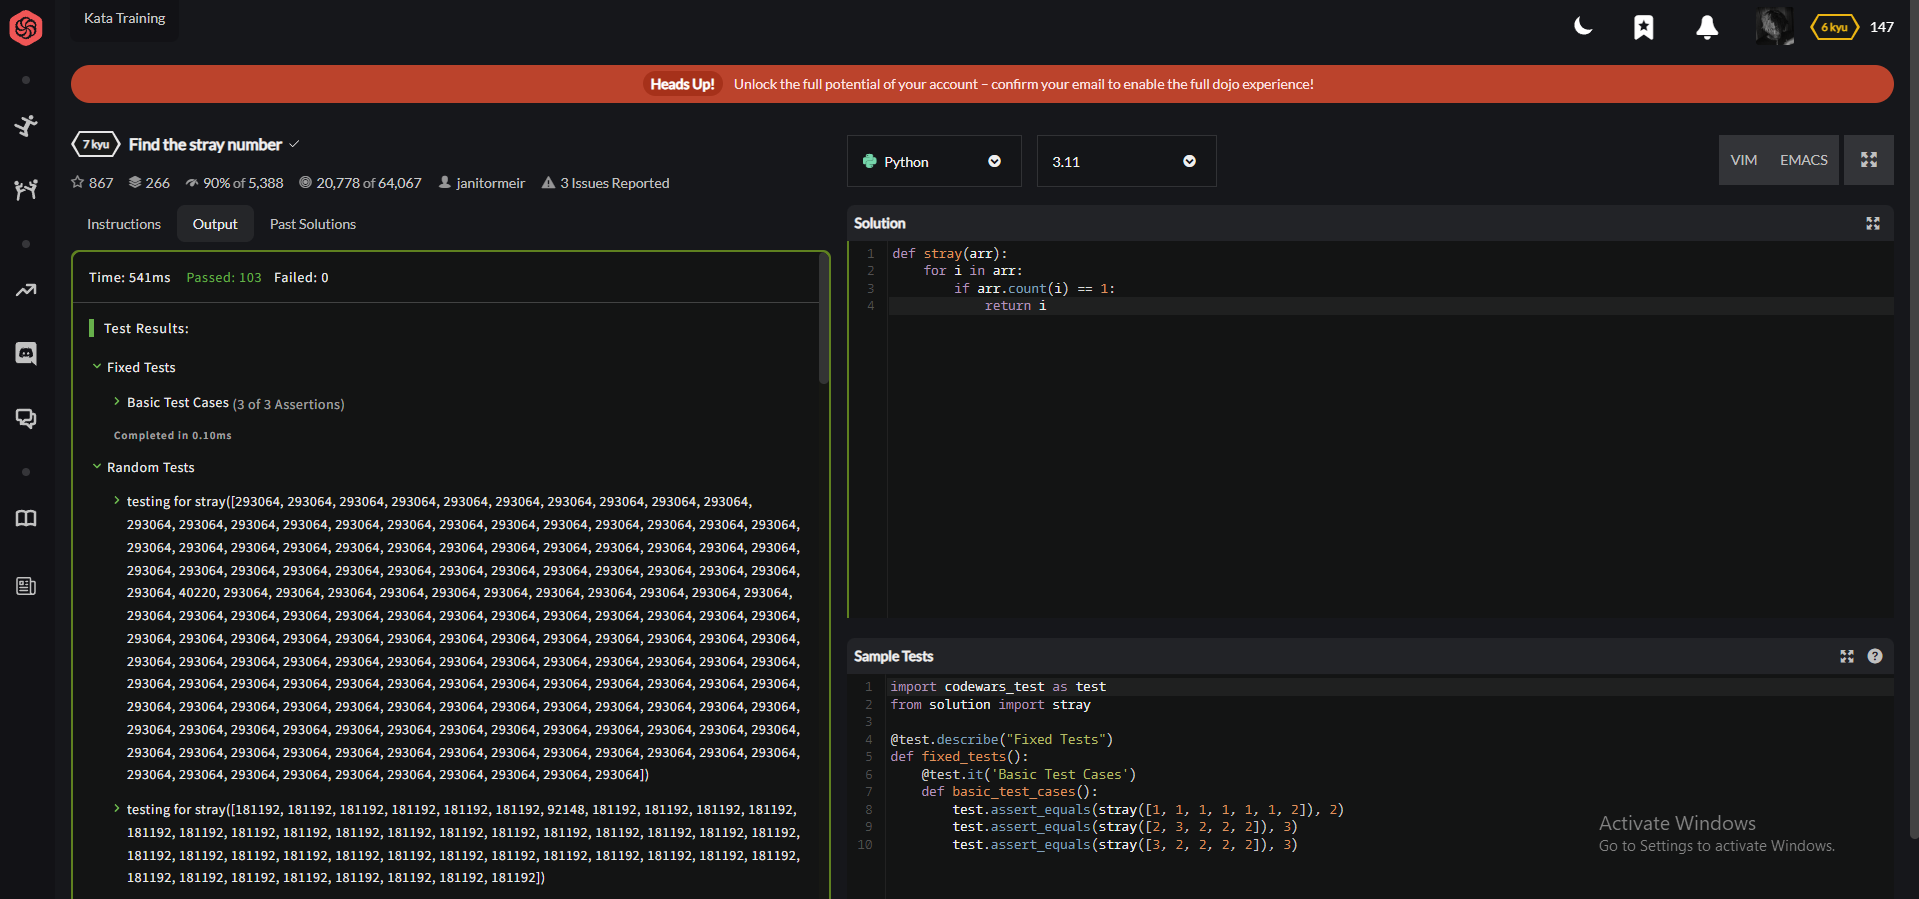 Kata Training
6 kyu 147
Heads Up! Unlock the full potential of your account – confirm your email to enable the full dojo experience!
7 kyu Find the stray number
867 266 90% of 5,388 20,778 of 64,067 janitormeir 3 Issues Reported
Python 3.11 VIM EMACS
Instructions Output Past Solutions
Time: 541ms Passed: 103 Failed: 0
Test Results:
Fixed Tests
Basic Test Cases (3 of 3 Assertions)
Completed in 0.10ms
Random Tests
testing for stray([293064, 293064, 293064, 293064, 293064, 293064, 293064, 293064, 293064, 293064,
293064, 293064, 293064, 293064, 293064, 293064, 293064, 293064, 293064, 293064, 293064, 293064, 293064,
293064, 293064, 293064, 293064, 293064, 293064, 293064, 293064, 293064, 293064, 293064, 293064, 293064,
293064, 293064, 293064, 293064, 293064, 293064, 293064, 293064, 293064, 293064, 293064, 293064, 293064,
293064, 40220, 293064, 293064, 293064, 293064, 293064, 293064, 293064, 293064, 293064, 293064, 293064,
293064, 293064, 293064, 293064, 293064, 293064, 293064, 293064, 293064, 293064, 293064, 293064, 293064,
293064, 293064, 293064, 293064, 293064, 293064, 293064, 293064, 293064, 293064, 293064, 293064, 293064,
293064, 293064, 293064, 293064, 293064, 293064, 293064, 293064, 293064, 293064, 293064, 293064, 293064,
293064, 293064, 293064, 293064, 293064, 293064, 293064, 293064, 293064, 293064, 293064, 293064, 293064,
293064, 293064, 293064, 293064, 293064, 293064, 293064, 293064, 293064, 293064, 293064, 293064, 293064,
293064, 293064, 293064, 293064, 293064, 293064, 293064, 293064, 293064, 293064, 293064, 293064, 293064,
293064, 293064, 293064, 293064, 293064, 293064, 293064, 293064, 293064, 293064, 293064, 293064, 293064,
293064, 293064, 293064, 293064, 293064, 293064, 293064, 293064, 293064, 293064])
testing for stray([181192, 181192, 181192, 181192, 181192, 181192, 92148, 181192, 181192, 181192, 181192,
181192, 181192, 181192, 181192, 181192, 181192, 181192, 181192, 181192, 181192, 181192, 181192, 181192,
181192, 181192, 181192, 181192, 181192, 181192, 181192, 181192, 181192, 181192, 181192, 181192, 181192,
181192, 181192, 181192, 181192, 181192, 181192, 181192, 181192])
Solution
1 def stray(arr):
2 for i in arr:
3 if arr.count(i) == 1:
4 return i
Sample Tests
1 import codewars_test as test
2 from solution import stray
3
4 @test.describe("Fixed Tests")
5 def fixed_tests():
6 @test.it('Basic Test Cases')
7 def basic_test_cases():
8 test.assert_equals(stray([1, 1, 1, 1, 1, 1, 2]), 2)
9 test.assert_equals(stray([2, 3, 2, 2, 2]), 3)
10 test.assert_equals(stray([3, 2, 2, 2, 2]), 3)
Activate Windows
Go to Settings to activate Windows.